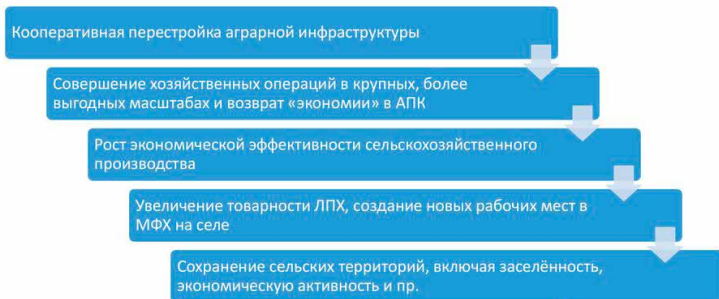 Кооперативная перестройка аграрной инфраструктуры
Совершение хозяйственных операций в крупных, более
выгодных масштабах и возврат «экономии» в АПК
Рост экономической эффективности сельскохозяйственного
производства
Увеличение товарности ЛПХ, создание новых рабочих мест в
МФХ на селе
Сохранение сельских территорий, включая заселённость,
экономическую активность и пр.